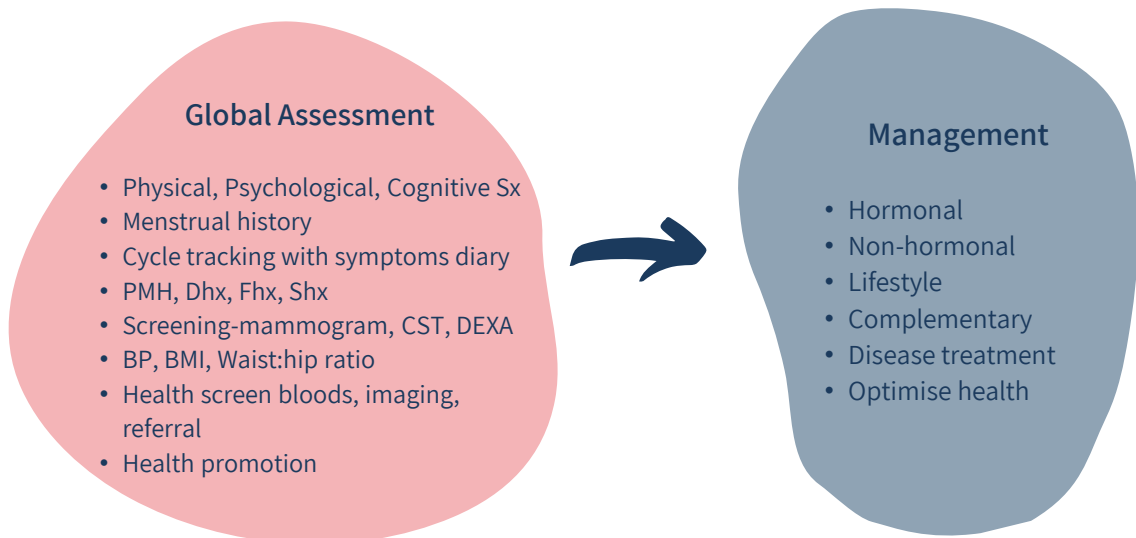 Global Assessment
• Physical, Psychological, Cognitive Sx
• Menstrual history
• Cycle tracking with symptoms diary
• PMH, Dhx, Fhx, Shx
• Screening-mammogram, CST, DEXA
• BP, BMI, Waist:hip ratio
• Health screen bloods, imaging,
referral
• Health promotion
Management
• Hormonal
• Non-hormonal
• Lifestyle
• Complementary
• Disease treatment
• Optimise health